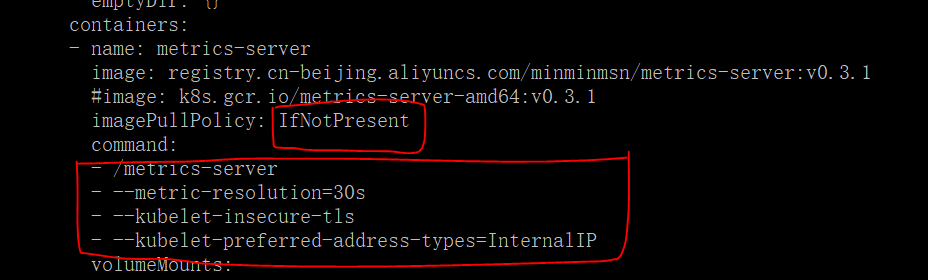 emptyDir: {}
containers:
- name: metrics-server
image: registry.cn-beijing.aliyuncs.com/minminmsn/metrics-server:v0.3.1
#image: k8s.gcr.io/metrics-server-amd64:v0.3.1
imagePullPolicy: IfNotPresent
command:
- /metrics-server
- --metric-resolution=30s
- --kubelet-insecure-tls
- --kubelet-preferred-address-types=InternalIP
volumeMounts: